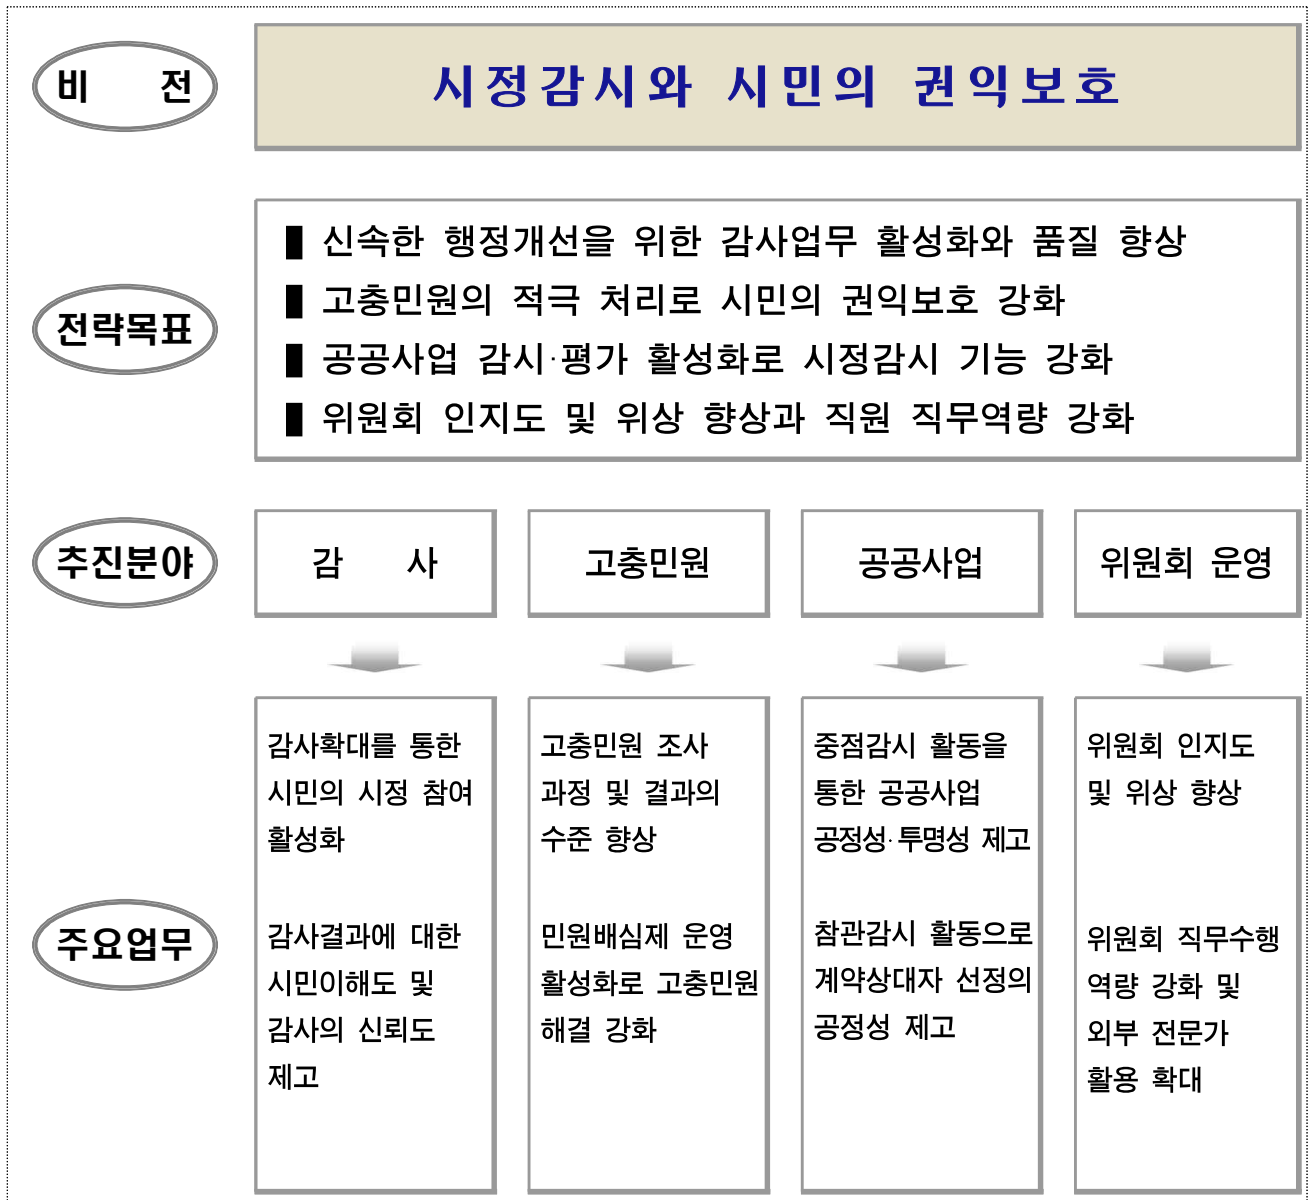 비 전
시정감시와 시민의 권익보호
전략목표
신속한 행정개선을 위한 감사업무 활성화와 품질 향상
고충민원의 적극 처리로 시민의 권익보호 강화
공공사업 감시·평가 활성화로 시정감시 기능 강화
위원회 인지도 및 위상 향상과 직원 직무역량 강화
추진분야
감 사
고충민원
공공사업
위원회 운영
주요업무
감사확대를 통한
시민의 시정 참여
활성화
감사결과에 대한
시민이해도 및
감사의 신뢰도
제고
고충민원 조사
과정 및 결과의
수준 향상
민원배심제 운영
활성화로 고충민원
해결 강화
중점감시 활동을
통한 공공사업
공정성·투명성 제고
참관감시 활동으로
계약상대자 선정의
공정성 제고
위원회 인지도
및 위상 향상
위원회 직무수행
역량 강화 및
외부 전문가
활용 확대